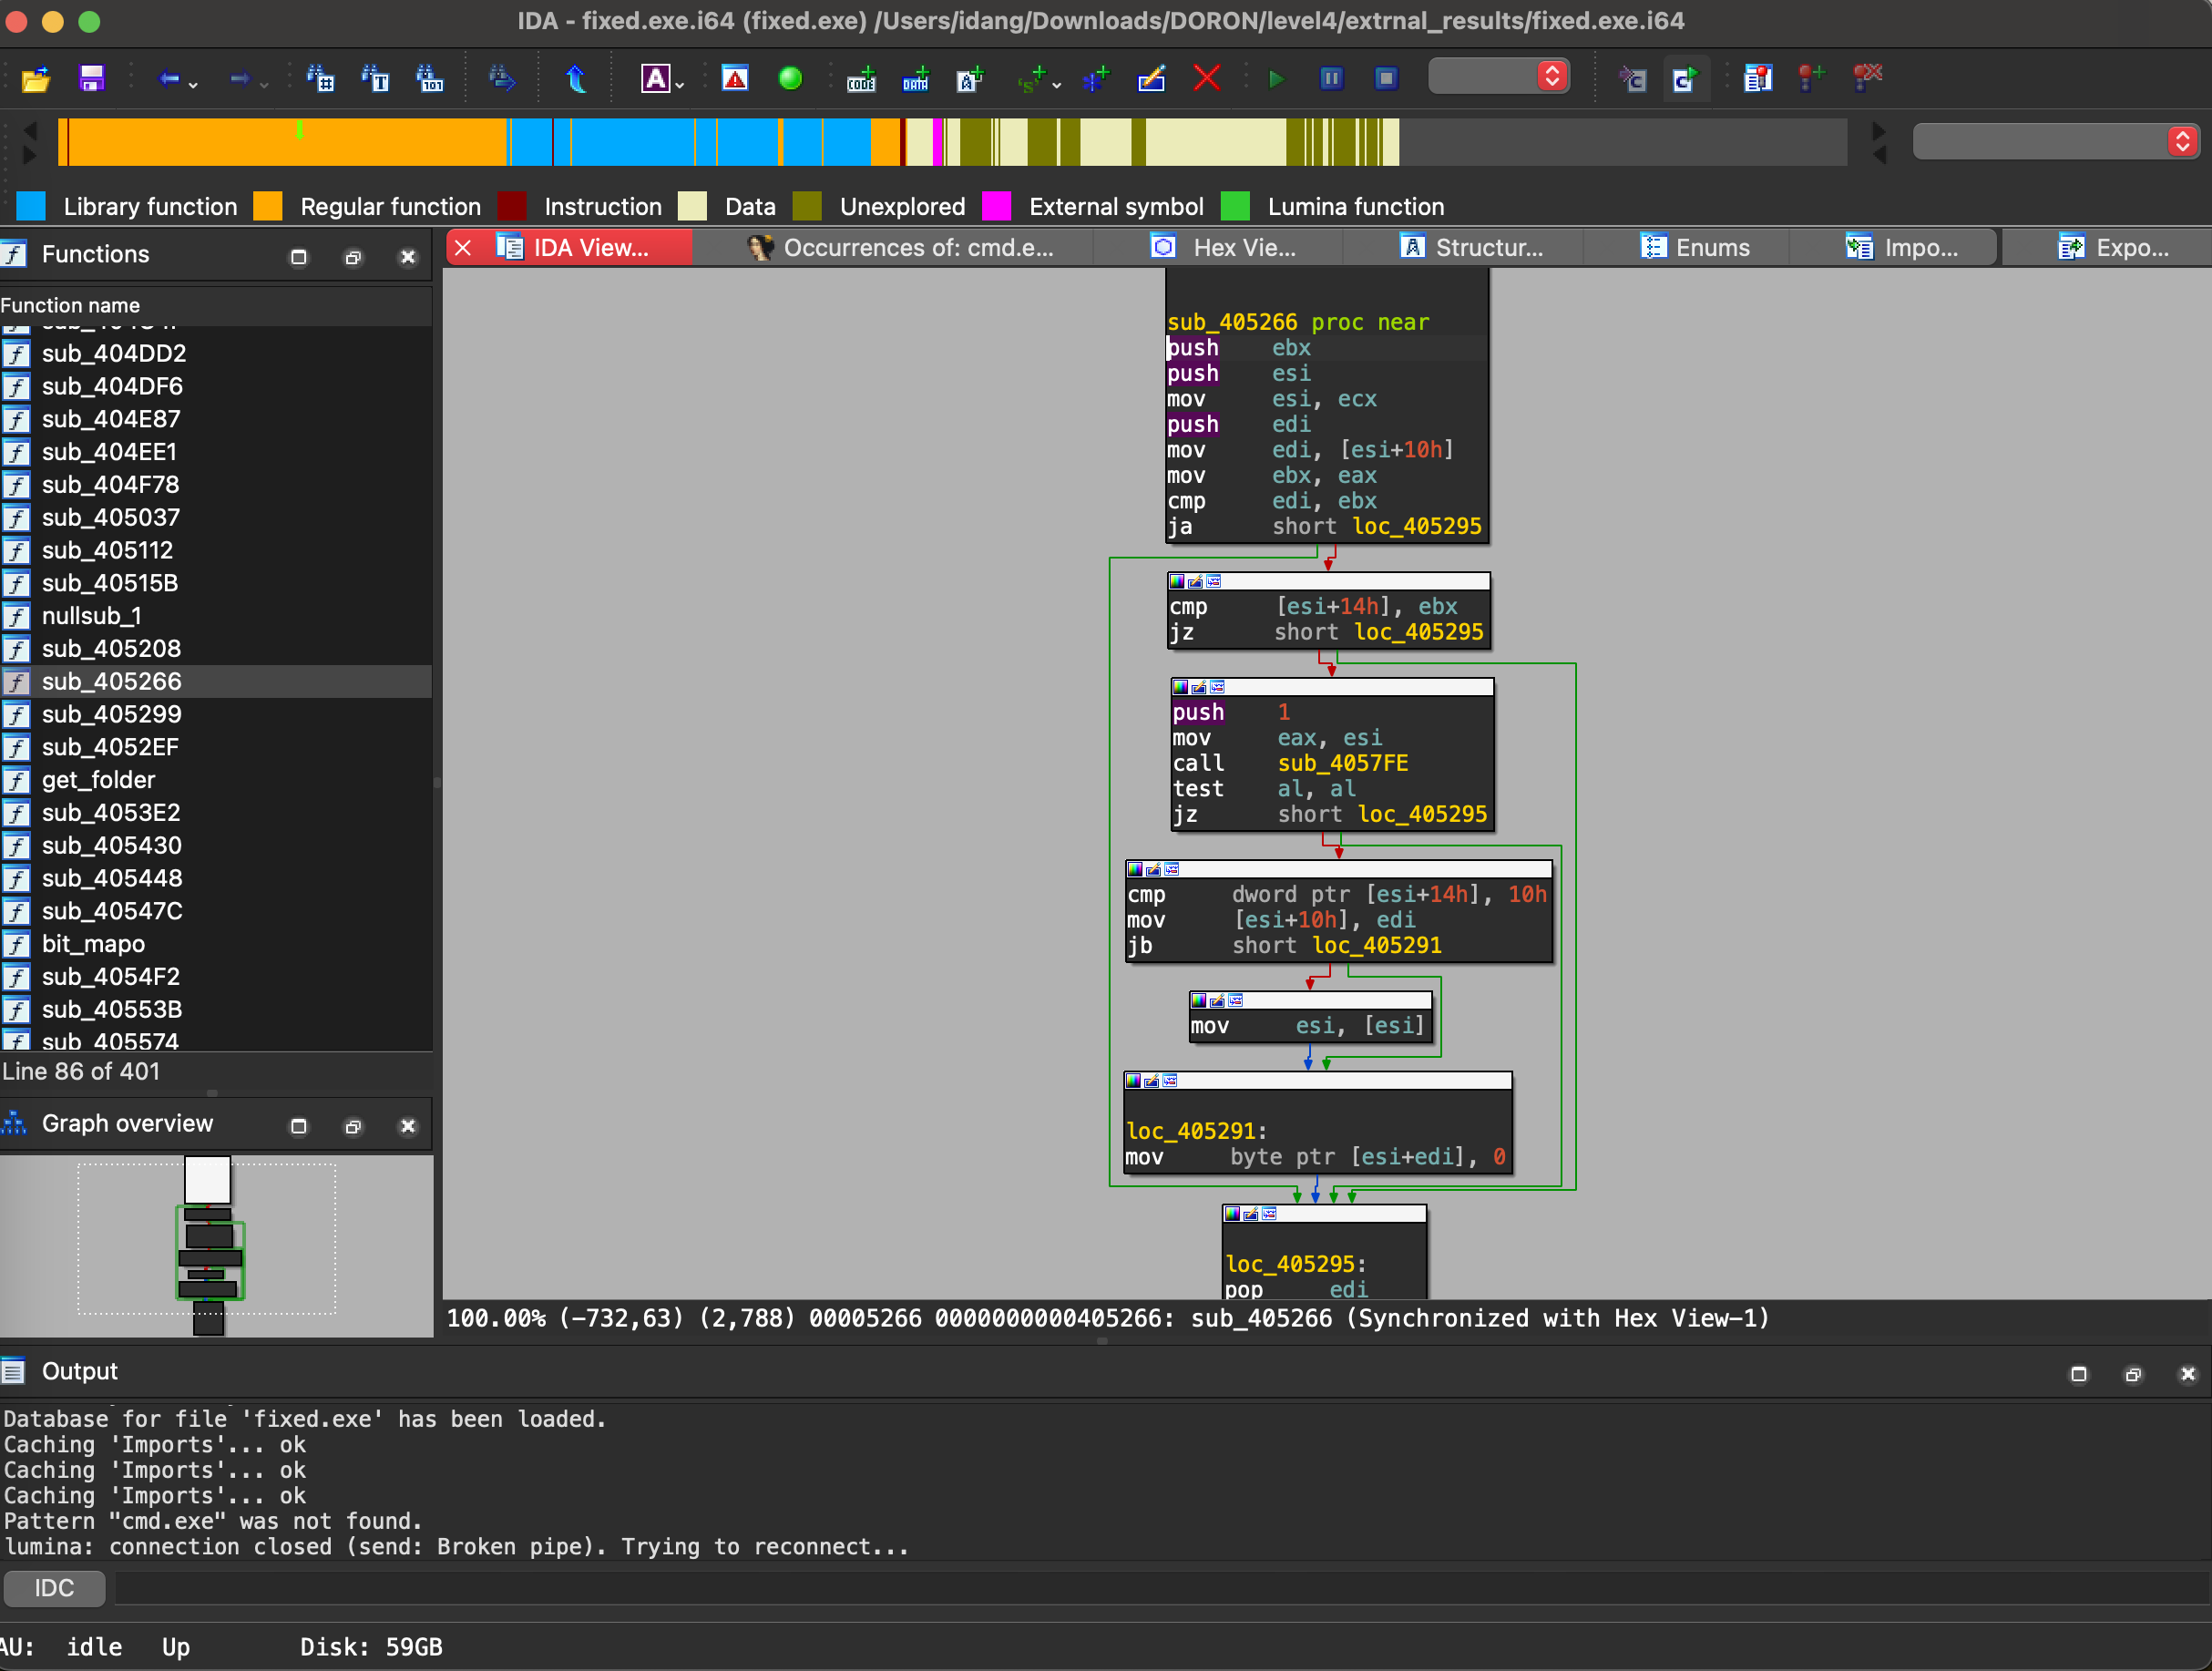 IDA - fixed.exe.i64 (fixed.exe) /Users/idang/Downloads/DORON/level4/extrnal_results/fixed.exe.i64
Library function Regular function Instruction Data Unexplored External symbol Lumina function
Functions
IDA View... Occurrences of: cmd.e... Hex Vie... Structur... Enums Impo... Expo...
Function name
sub_404DD2
sub_404DF6
sub_404E87
sub_404EE1
sub_404F78
sub_405037
sub_405112
sub_40515B
nullsub_1
sub_405208
sub_405266
sub_405299
sub_4052EF
get_folder
sub_4053E2
sub_405430
sub_405448
sub_40547C
bit_mapo
sub_4054F2
sub_40553B
sub_405574
Line 86 of 401
Graph overview
sub_405266 proc near
push ebx
push esi
mov esi, ecx
push edi
mov edi, [esi+10h]
mov ebx, eax
cmp edi, ebx
ja short loc_405295
cmp [esi+14h], ebx
jz short loc_405295
push 1
mov eax, esi
call sub_4057FE
test al, al
jz short loc_405295
cmp dword ptr [esi+14h], 10h
mov [esi+10h], edi
jb short loc_405291
mov esi, [esi]
loc_405291:
mov byte ptr [esi+edi], 0
loc_405295:
pop edi
100.00% (-732,63) (2,788) 00005266 0000000000405266: sub_405266 (Synchronized with Hex View-1)
Output
Database for file 'fixed.exe' has been loaded.
Caching 'Imports'... ok
Caching 'Imports'... ok
Caching 'Imports'... ok
Pattern "cmd.exe" was not found.
lumina: connection closed (send: Broken pipe). Trying to reconnect...
IDC
AU: idle Up Disk: 59GB